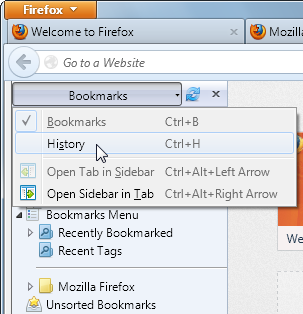 Firefox
Welcome to Firefox
Mozilla F
Go to a Website
Bookmarks
Bookmarks Ctrl+B
History Ctrl+H
Open Tab in Sidebar Ctrl+Alt+Left Arrow
Open Sidebar in Tab Ctrl+Alt+Right Arrow
Bookmarks Menu
Recently Bookmarked
Recent Tags
Mozilla Firefox
Unsorted Bookmarks
We